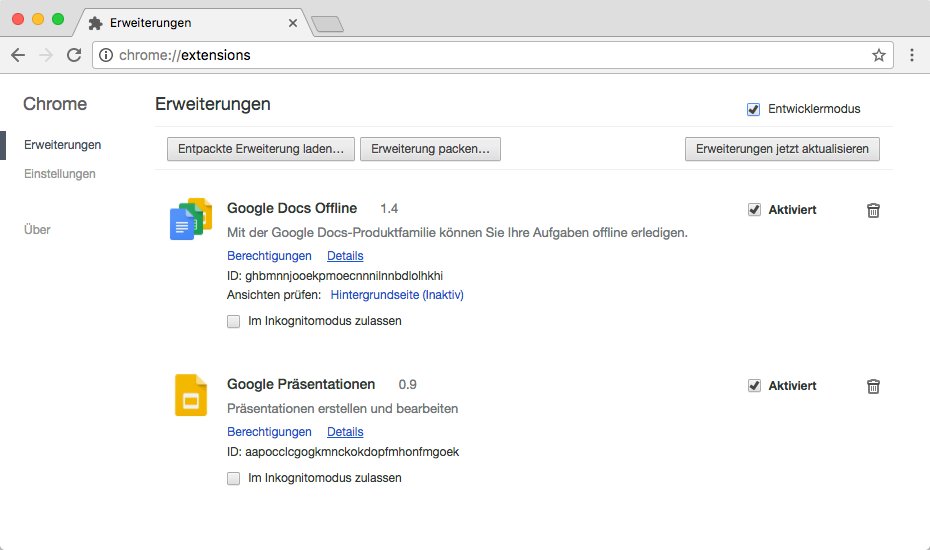 Erweiterungen
chrome://extensions
Chrome
Erweiterungen
Entwicklermodus
Erweiterungen
Einstellungen
Über
Entpackte Erweiterung laden... Erweiterung packen... Erweiterungen jetzt aktualisieren
Google Docs Offline 1.4 Aktiviert
Mit der Google Docs-Produktfamilie können Sie Ihre Aufgaben offline erledigen.
Berechtigungen Details
ID: ghbmnnjooekpmoecnnnilnnbdlolhkhi
Ansichten prüfen: Hintergrundseite (Inaktiv)
Im Inkognitomodus zulassen
Google Präsentationen 0.9 Aktiviert
Präsentationen erstellen und bearbeiten
Berechtigungen Details
ID: aapocclcgogkmnckokdopfmhonfmgoek
Im Inkognitomodus zulassen